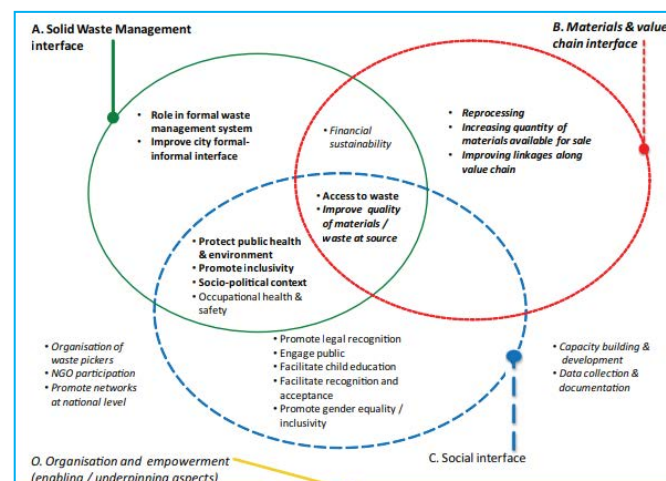 A. Solid Waste Management
interface
B. Materials & value
chain interface
• Role in formal waste
management system
• Improve city formal-
informal interface
• Financial
sustainability
• Reprocessing
• Increasing quantity of
materials available for sale
• Improving linkages along
value chain
• Access to waste
• Improve quality
of materials /
waste at source
• Protect public health
& environment
• Promote inclusivity
• Socio-political context
• Occupational health &
safety
• Organisation of
waste pickers
• NGO participation
• Promote networks
at national level
• Promote legal recognition
• Engage public
• Facilitate child education
• Facilitate recognition and
acceptance
• Promote gender equality /
inclusivity
• Capacity building &
development
• Data collection &
documentation
C. Social interface
O. Organisation and empowerment
(enabling / underpinning aspects)